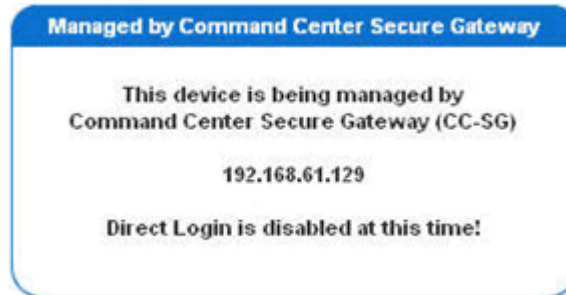 Managed by Command Center Secure Gateway
This device is being managed by
Command Center Secure Gateway (CC-SG)
192.168.61.129
Direct Login is disabled at this time!